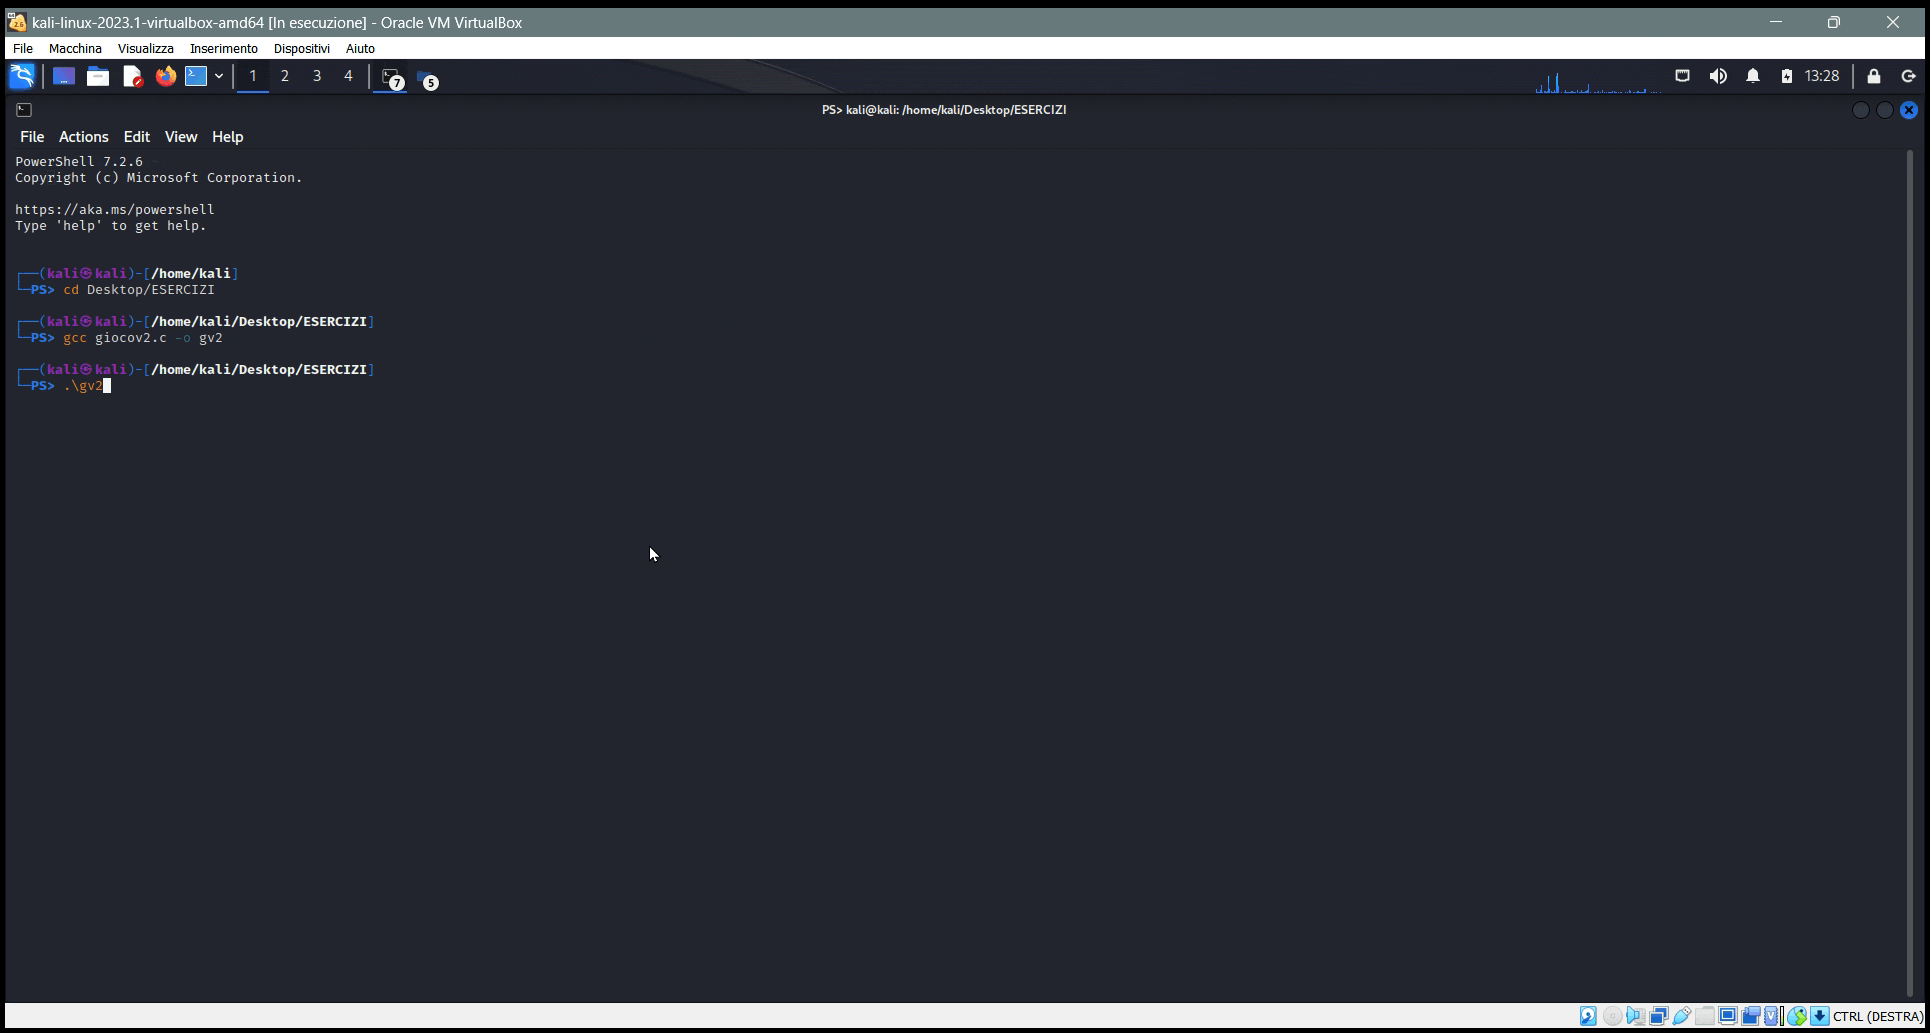 kali-linux-2023.1-virtualbox-amd64 [In esecuzione] - Oracle VM VirtualBox
File Macchina Visualizza Inserimento Dispositivi Aiuto
1 2 3 4 7 5 13:28
PS> kali@kali: /home/kali/Desktop/ESERCIZI
File Actions Edit View Help
PowerShell 7.2.6
Copyright (c) Microsoft Corporation.
https://aka.ms/powershell
Type 'help' to get help.
┌──(kali㉿kali)-[/home/kali]
└─PS> cd Desktop/ESERCIZI
┌──(kali㉿kali)-[/home/kali/Desktop/ESERCIZI]
└─PS> gcc giocov2.c -o gv2
┌──(kali㉿kali)-[/home/kali/Desktop/ESERCIZI]
└─PS> .\gv2
CTRL (DESTRA)